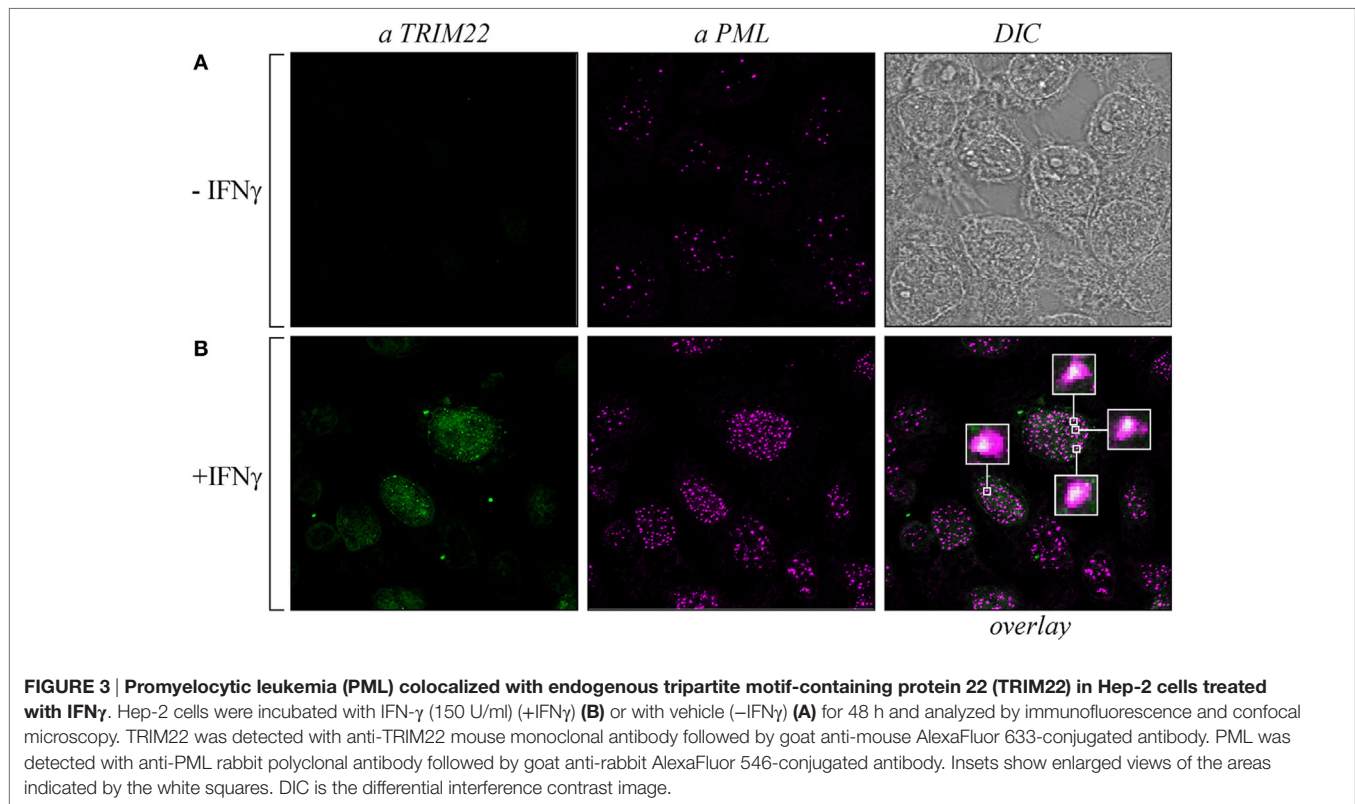 a TRIM22 a PML DIC
A
- IFNγ
B
+IFNγ
overlay
FIGURE 3 | Promyelocytic leukemia (PML) colocalized with endogenous tripartite motif-containing protein 22 (TRIM22) in Hep-2 cells treated
with IFNγ. Hep-2 cells were incubated with IFN-γ (150 U/ml) (+IFNγ) (B) or with vehicle (−IFNγ) (A) for 48 h and analyzed by immunofluorescence and confocal
microscopy. TRIM22 was detected with anti-TRIM22 mouse monoclonal antibody followed by goat anti-mouse AlexaFluor 633-conjugated antibody. PML was
detected with anti-PML rabbit polyclonal antibody followed by goat anti-rabbit AlexaFluor 546-conjugated antibody. Insets show enlarged views of the areas
indicated by the white squares. DIC is the differential interference contrast image.